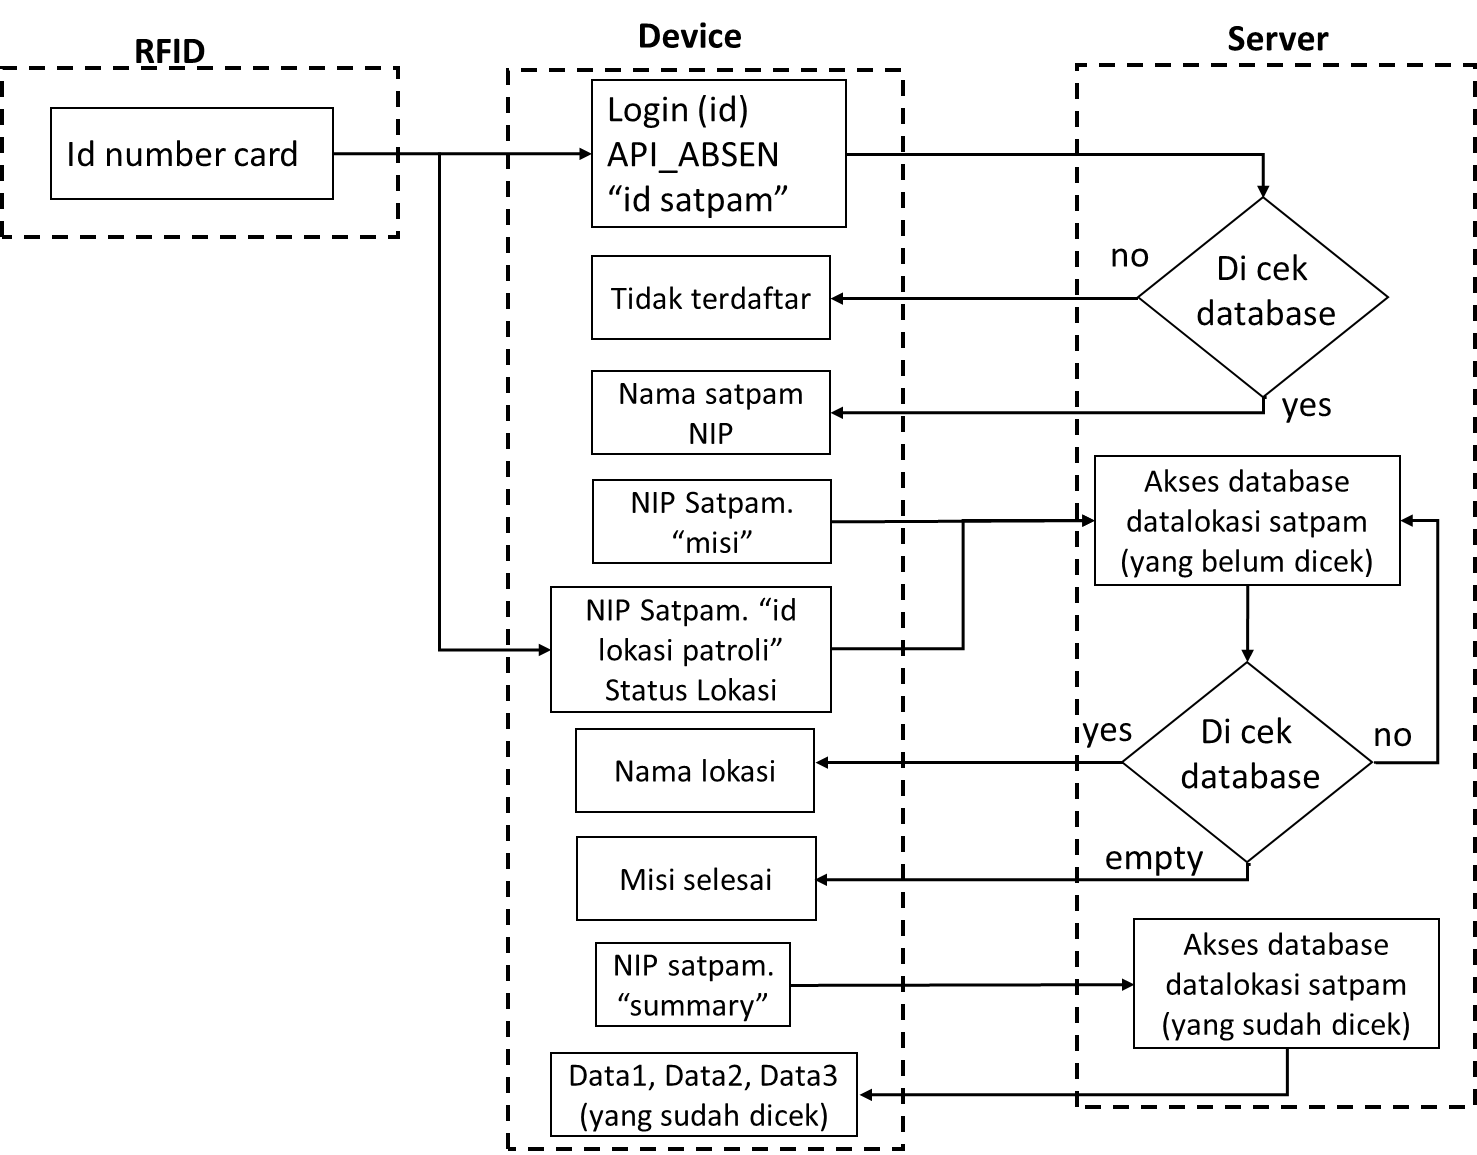 RFID
Device
Server
Id number card
Login (id)
API_ABSEN
“id satpam”
no
Di cek
database
Tidak terdaftar
Nama satpam
NIP
yes
NIP Satpam.
“misi”
Akses database
datalokasi satpam
(yang belum dicek)
NIP Satpam. “id
lokasi patroli”
Status Lokasi
yes
Di cek
database
no
Nama lokasi
empty
Misi selesai
NIP satpam.
“summary”
Akses database
datalokasi satpam
(yang sudah dicek)
Data1, Data2, Data3
(yang sudah dicek)